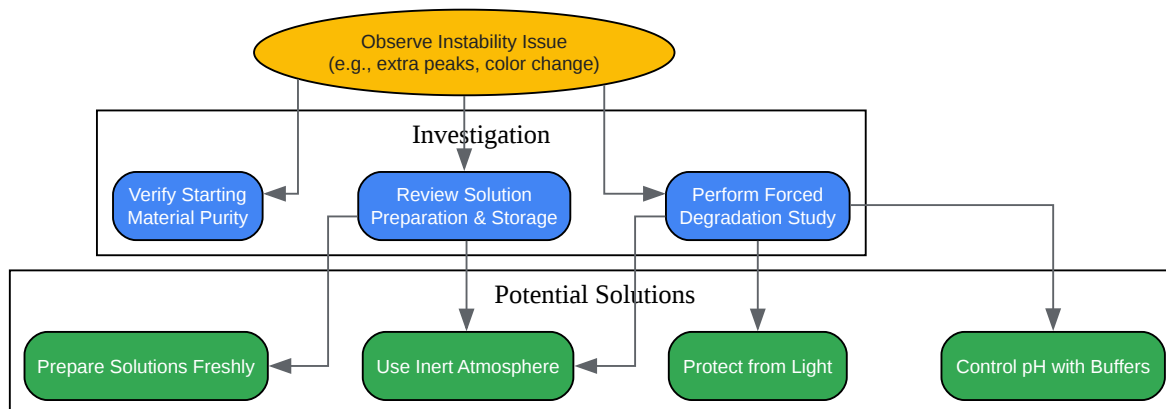 Observe Instability Issue
(e.g., extra peaks, color change)
Investigation
Verify Starting
Material Purity
Review Solution
Preparation & Storage
Perform Forced
Degradation Study
Potential Solutions
Prepare Solutions Freshly
Use Inert Atmosphere
Protect from Light
Control pH with Buffers